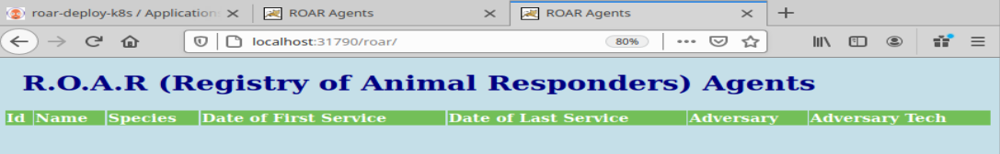 roar-deploy-k8s / Application
ROAR Agents
ROAR Agents
localhost:31790/roar/
80%
R.O.A.R (Registry of Animal Responders) Agents
Id Name Species Date of First Service Date of Last Service Adversary Adversary Tech